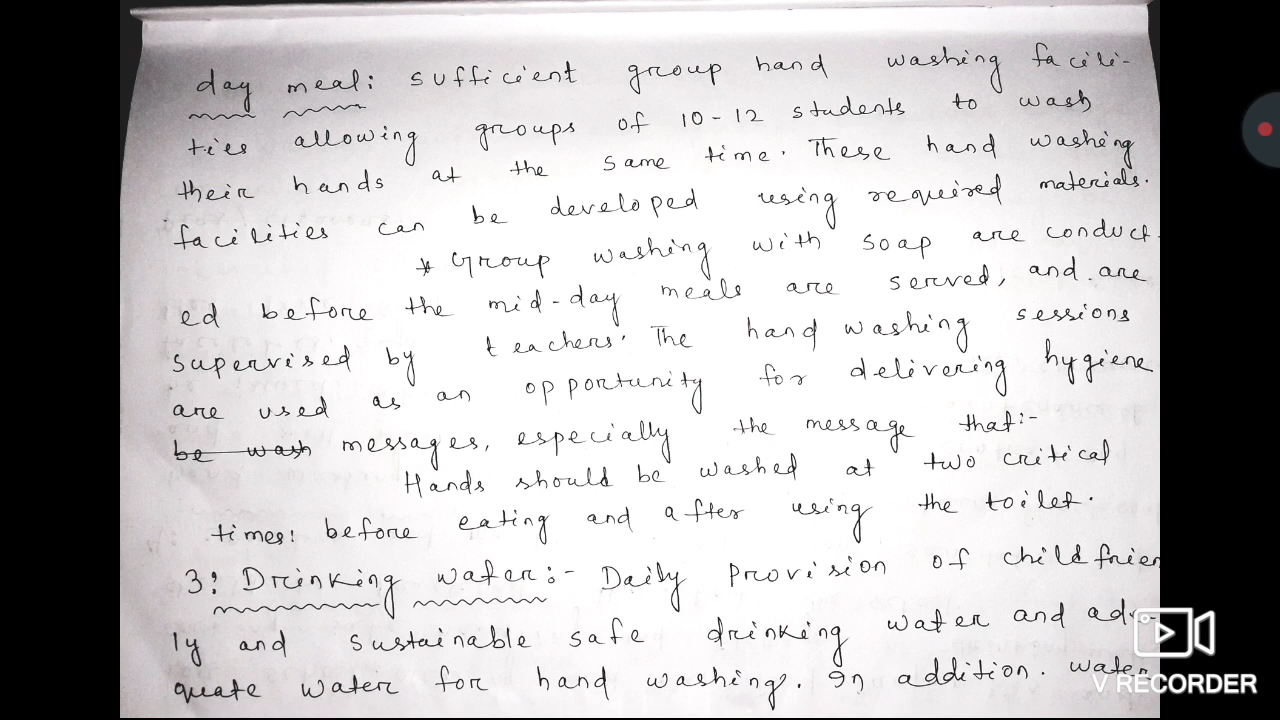 day meal: sufficient group hand washing facili-
ties allowing groups of 10-12 students to wash
their hands at the same time. These hand washing
facilities can be developed using required materials.
* Group washing with soap are conduct-
ed before the mid-day meals are served, and are
supervised by teachers. The hand washing sessions
are used as an opportunity for delivering hygiene
be wash messages, especially the message that:-
Hands should be washed at two critical
times: before eating and after using the toilet.
3: Drinking water:- Daily provision of child frien
ly and sustainable safe drinking water and ade-
quate water for hand washing. In addition. water
V RECORDER